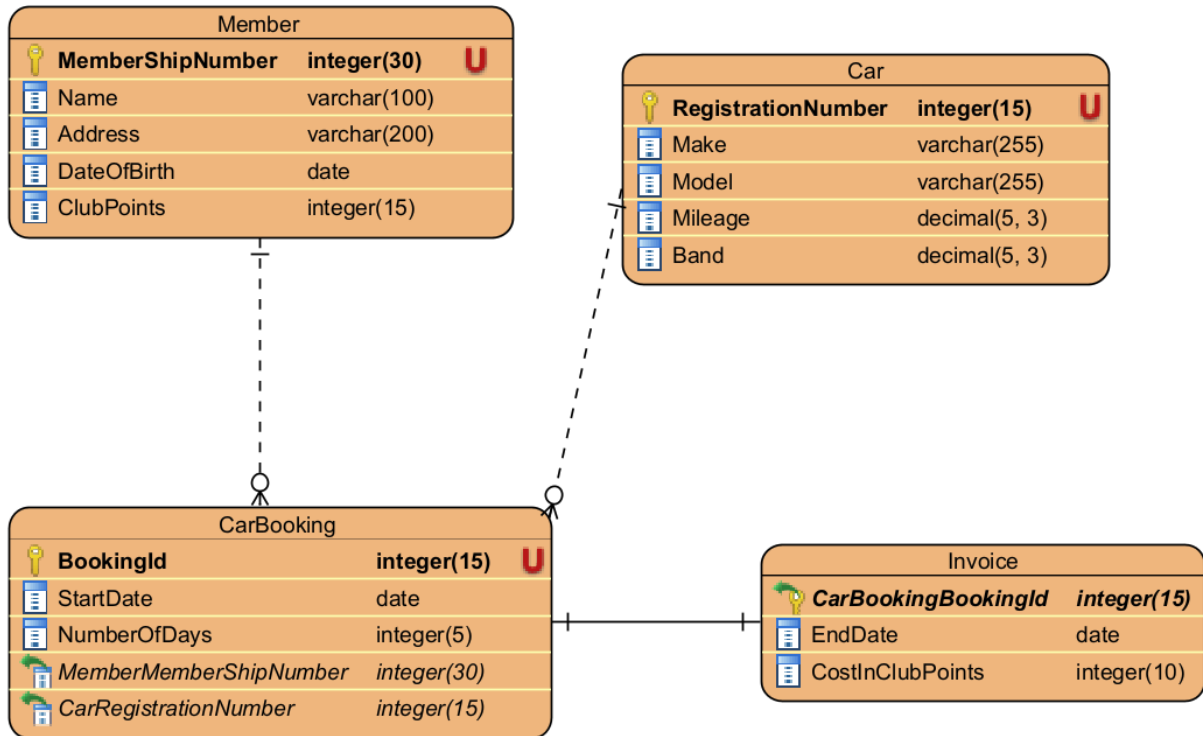 Member
MemberShipNumber integer(30) U
Name varchar(100)
Address varchar(200)
DateOfBirth date
ClubPoints integer(15)
Car
RegistrationNumber integer(15) U
Make varchar(255)
Model varchar(255)
Mileage decimal(5, 3)
Band decimal(5, 3)
CarBooking
BookingId integer(15) U
StartDate date
NumberOfDays integer(5)
MemberMemberShipNumber integer(30)
CarRegistrationNumber integer(15)
Invoice
CarBookingBookingId integer(15)
EndDate date
CostInClubPoints integer(10)